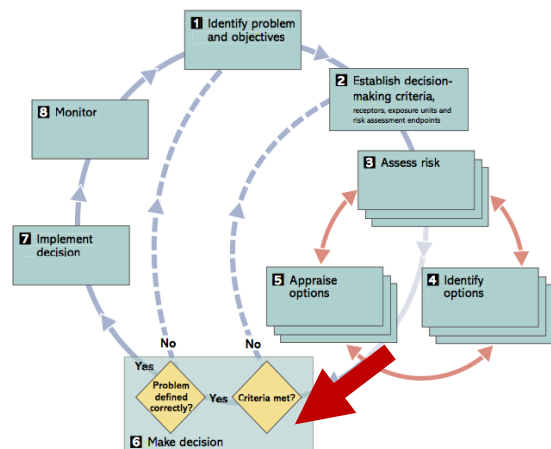 1 Identify problem
and objectives
2 Establish decision-
making criteria,
receptors, exposure units and
risk assessment endpoints
8 Monitor
3 Assess risk
7 Implement
decision
5 Appraise
options
4 Identify
options
No
No
Yes
Problem
defined
correctly?
Yes
Criteria met?
6 Make decision